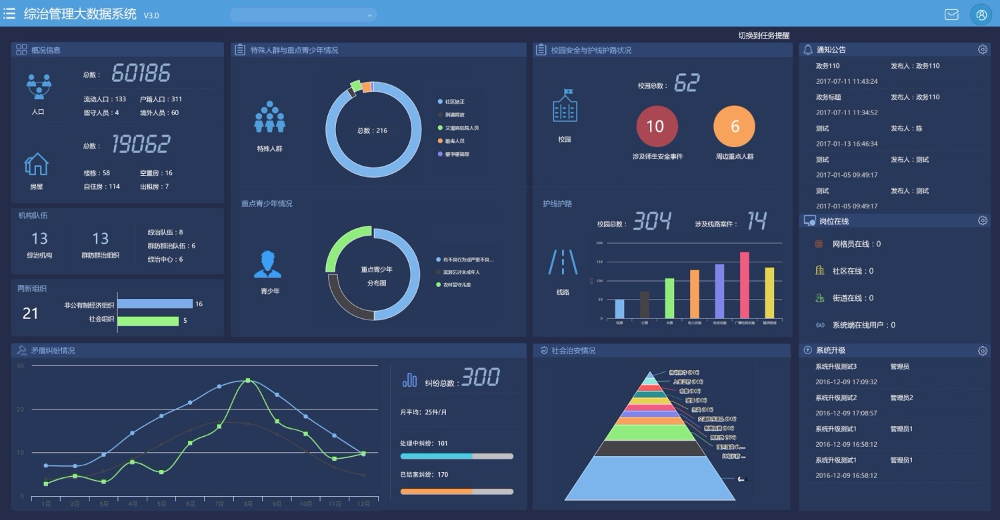 综治管理大数据系统 V3.0
切换到任务提醒
概况信息
总数： 60186
人口
流动人口：133 户籍人口：311
留守人员：4 境外人员：60
总数： 19062
房屋
楼栋：58 空置房：16
自住房：114 出租房：7
机构队伍
13 综治机构
13 群防群治组织
综治队伍：8
群防群治队伍：6
综治中心：6
两新组织
21
非公有制经济组织 16
社会组织 5
特殊人群与重点青少年情况
特殊人群
总数：216
社区矫正
刑满释放
艾滋病危险人员
吸毒人员
重点青少年情况
青少年
重点青少年
分布图
有不良行为或严重不良...
流浪乞讨未成年人
农村留守儿童
校园安全与护线护路状况
校园总数： 62
校园
10
涉及师生安全事件
6
周边重点人群
护线护路
校园总数： 304 涉及线路案件： 14
线路
200
150
100
50
0
铁路 公路 水路 电力设施 电信设施 广播电视设施 输油管道
通知公告
政务110 发布人：政务110
2017-07-11 11:43:24
政务标题 发布人：政务110
2017-07-11 11:34:52
测试 发布人：陈
2017-01-13 16:46:34
测试 发布人：测试
2017-01-05 09:49:17
测试 发布人：测试
2017-01-05 09:49:17
岗位在线
网格员在线：0
社区在线：0
街道在线：0
系统端在线用户：0
矛盾纠纷情况
30
20
10
0
1月 2月 3月 4月 5月 6月 7月 8月 9月 10月 11月 12月
纠纷总数： 300
月平均：25件/月
处理中纠纷：101
已结案纠纷：170
社会治安情况
系统升级
系统升级测试3 管理员
2016-12-09 17:09:32
系统升级测试2 管理员2
2016-12-09 17:08:57
系统升级测试1 管理员1
2016-12-09 16:58:12
系统升级测试1 管理员1
2016-12-09 16:58:12